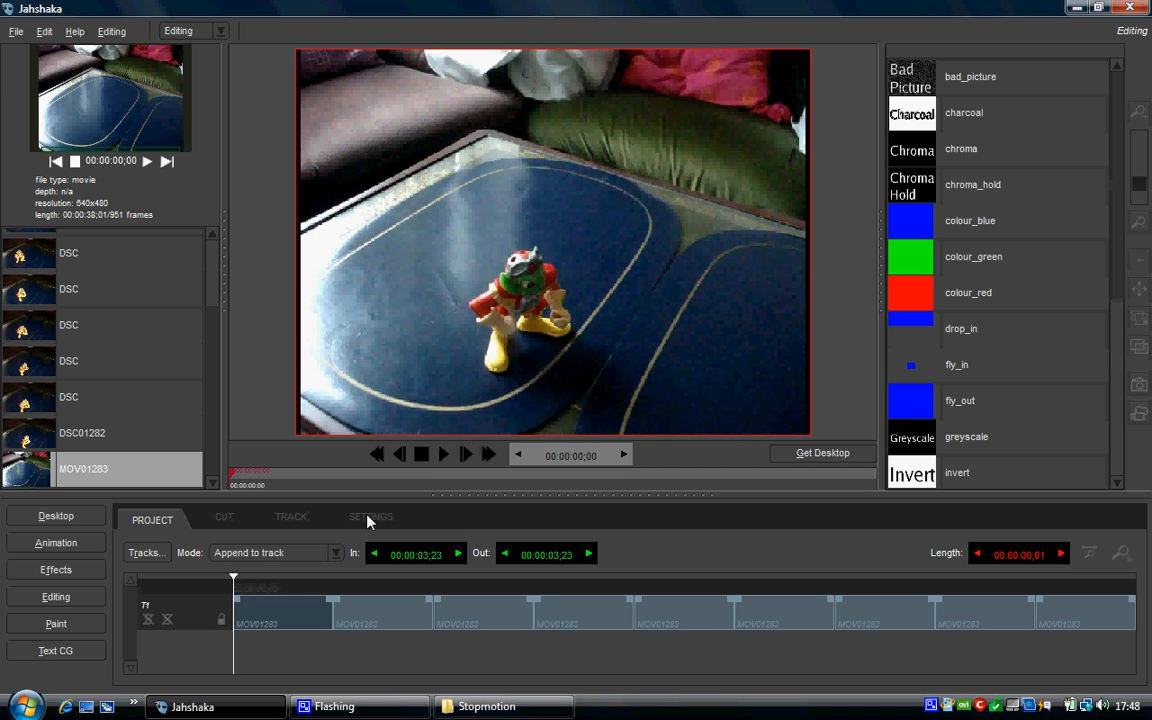 Jahshaka
File Edit Help Editing Editing Editing
00:00:00;00
file type: movie
depth: n/a
resolution: 640x480
length: 00:00:38;01/951 frames
DSC
DSC
DSC
DSC
DSC
DSC01282
MOV01283
00:00:00;00
Get Desktop
00:00:00:00
00:00:00:00
Bad Picture bad_picture
Charcoal charcoal
Chroma chroma
Chroma Hold chroma_hold
colour_blue
colour_green
colour_red
drop_in
fly_in
fly_out
Greyscale greyscale
Invert invert
Desktop
Animation
Effects
Editing
Paint
Text CG
PROJECT CUT TRACK SETTINGS
Tracks... Mode: Append to track In: 00:00:03;23 Out: 00:00:03;23 Length: 00:00:00;01
T1
MOV01283 MOV01283 MOV01283 MOV01283 MOV01283 MOV01283 MOV01283 MOV01283 MOV01283
Jahshaka Flashing Stopmotion 17:48